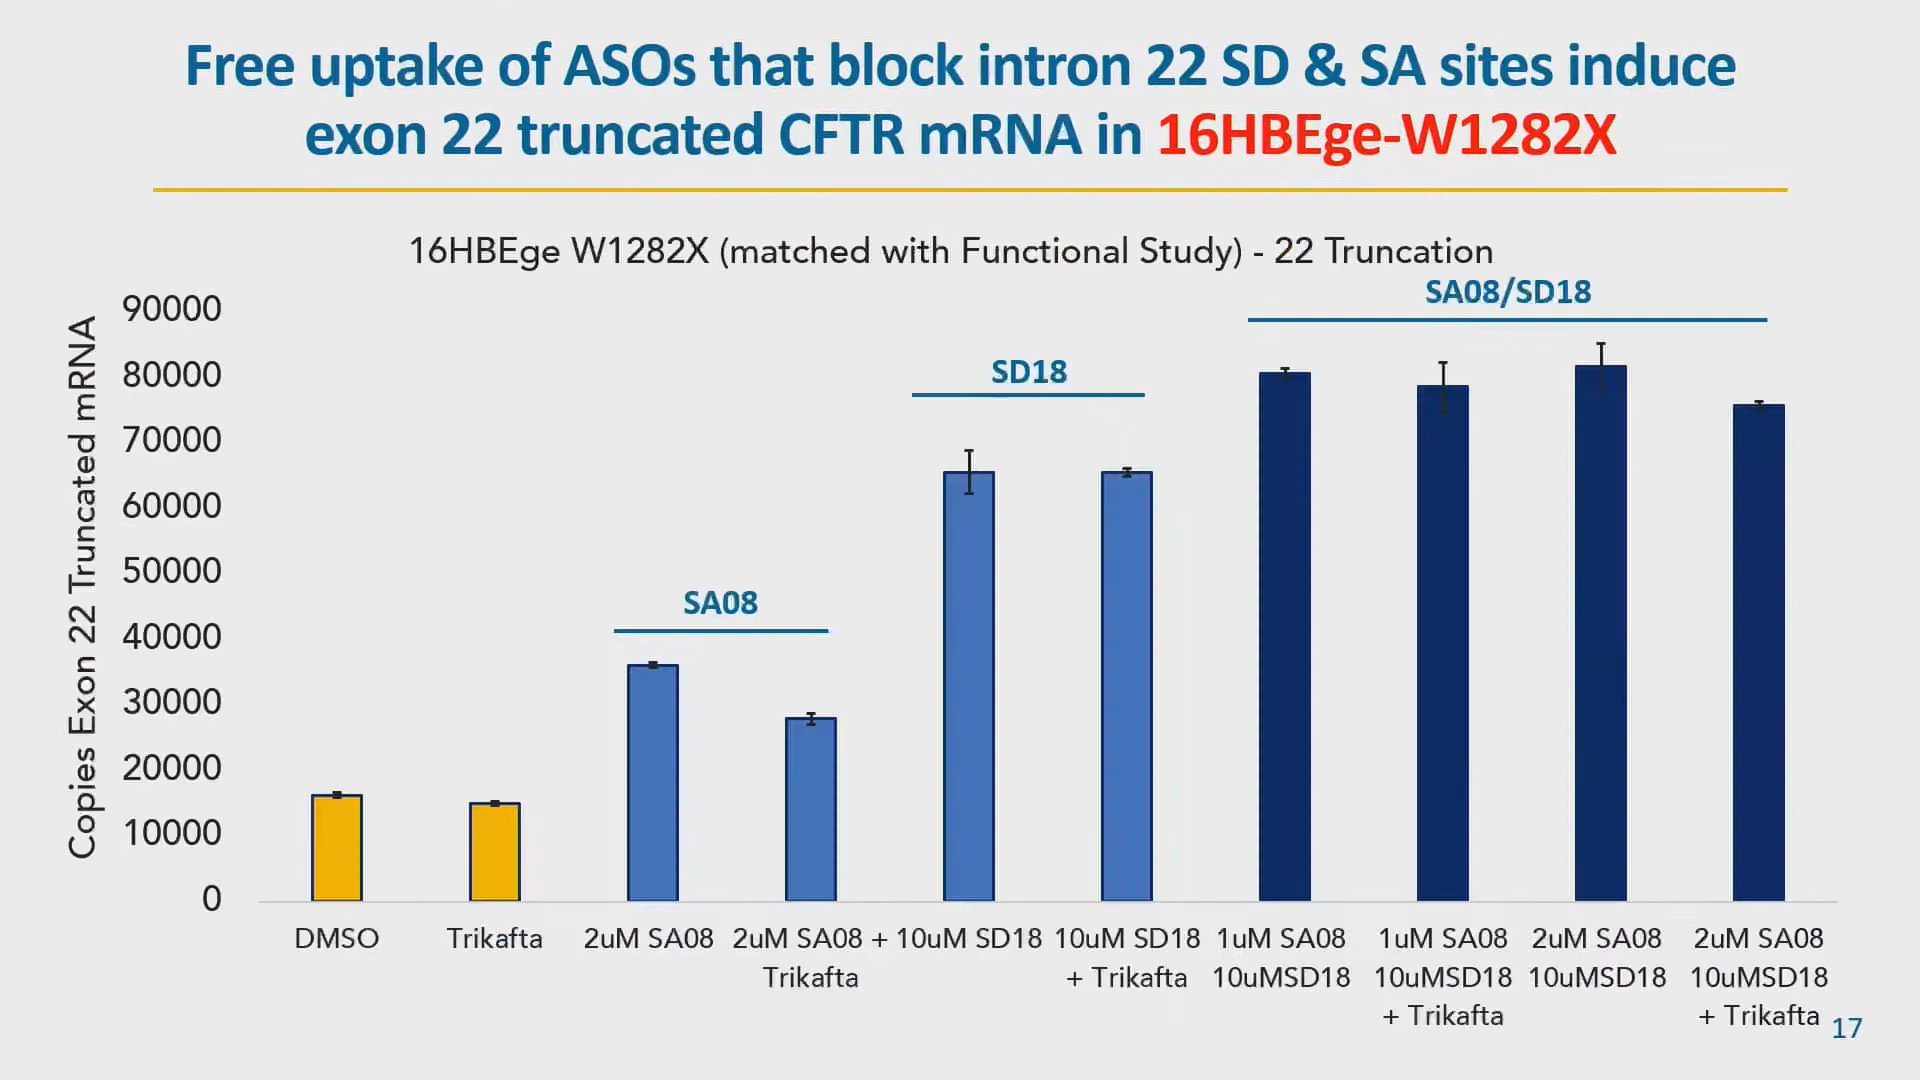 Free uptake of ASOs that block intron 22 SD & SA sites induce
exon 22 truncated CFTR mRNA in 16HBEge-W1282X
16HBEge W1282X (matched with Functional Study) - 22 Truncation
SA08/SD18
SD18
SA08
Copies Exon 22 Truncated mRNA
90000
80000
70000
60000
50000
40000
30000
20000
10000
0
DMSO
Trikafta
2uM SA08
2uM SA08 +
Trikafta
10uM SD18
10uM SD18
+ Trikafta
1uM SA08
10uMSD18
1uM SA08
10uMSD18
+ Trikafta
2uM SA08
10uMSD18
2uM SA08
10uMSD18
+ Trikafta
17